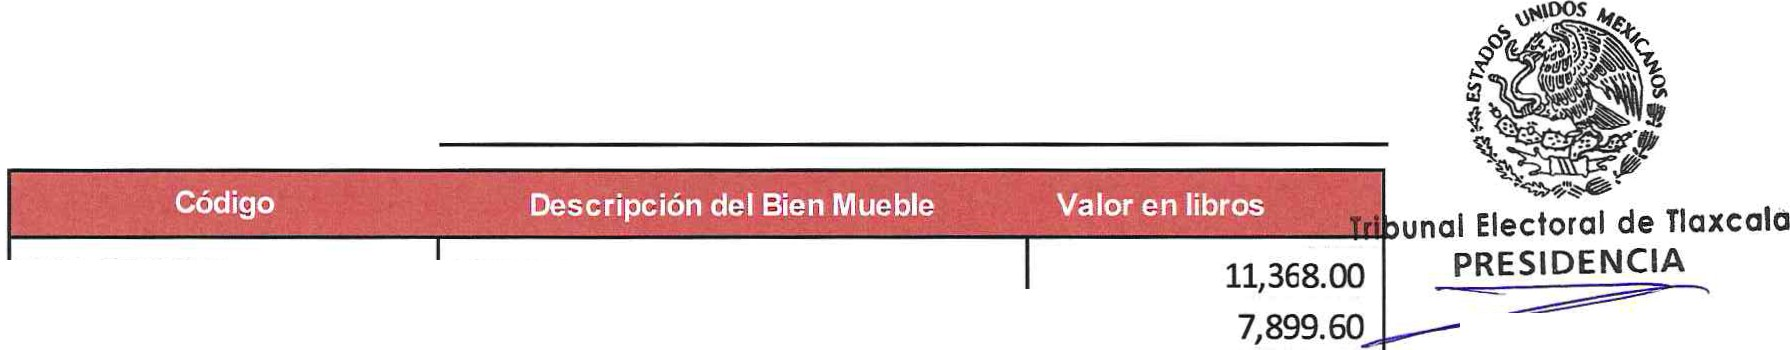 ESTADOS UNIDOS MEXICANOS
Código Descripción del Bien Mueble Valor en libros
Tribunal Electoral de Tlaxcala
PRESIDENCIA
11,368.00
7,899.60